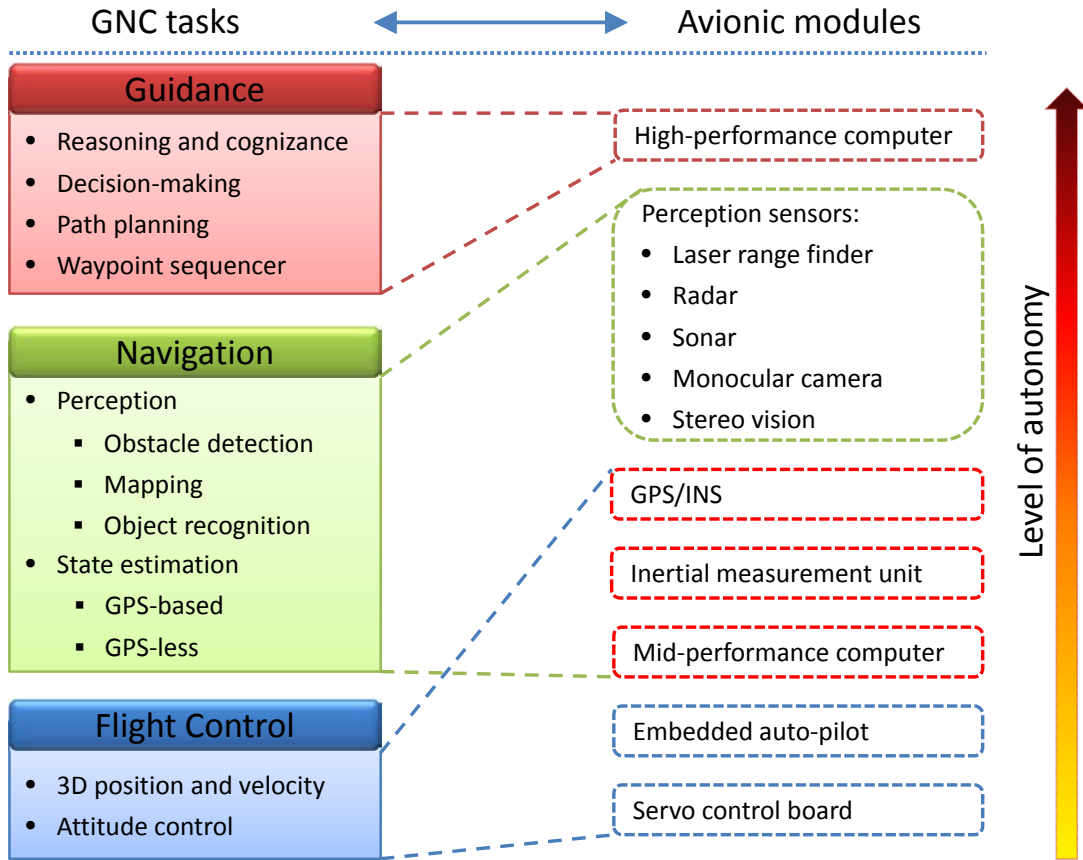 GNC tasks
Avionic modules
Guidance
• Reasoning and cognizance
• Decision-making
• Path planning
• Waypoint sequencer
Navigation
• Perception
▪ Obstacle detection
▪ Mapping
▪ Object recognition
• State estimation
▪ GPS-based
▪ GPS-less
Flight Control
• 3D position and velocity
• Attitude control
High-performance computer
Perception sensors:
• Laser range finder
• Radar
• Sonar
• Monocular camera
• Stereo vision
GPS/INS
Inertial measurement unit
Mid-performance computer
Embedded auto-pilot
Servo control board
Level of autonomy